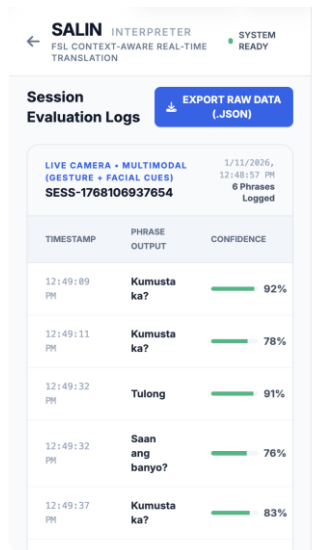 SALIN INTERPRETER
FSL CONTEXT-AWARE REAL-TIME
TRANSLATION
SYSTEM
READY
Session
Evaluation Logs
EXPORT RAW DATA
(.JSON)
LIVE CAMERA • MULTIMODAL
(GESTURE + FACIAL CUES)
SESS-1768106937654
1/11/2026,
12:48:57 PM
6 Phrases
Logged
TIMESTAMP
PHRASE
OUTPUT
CONFIDENCE
12:49:09
PM
Kumusta
ka?
92%
12:49:11
PM
Kumusta
ka?
78%
12:49:32
PM
Tulong
91%
12:49:32
PM
Saan
ang
banyo?
76%
12:49:37
PM
Kumusta
ka?
83%